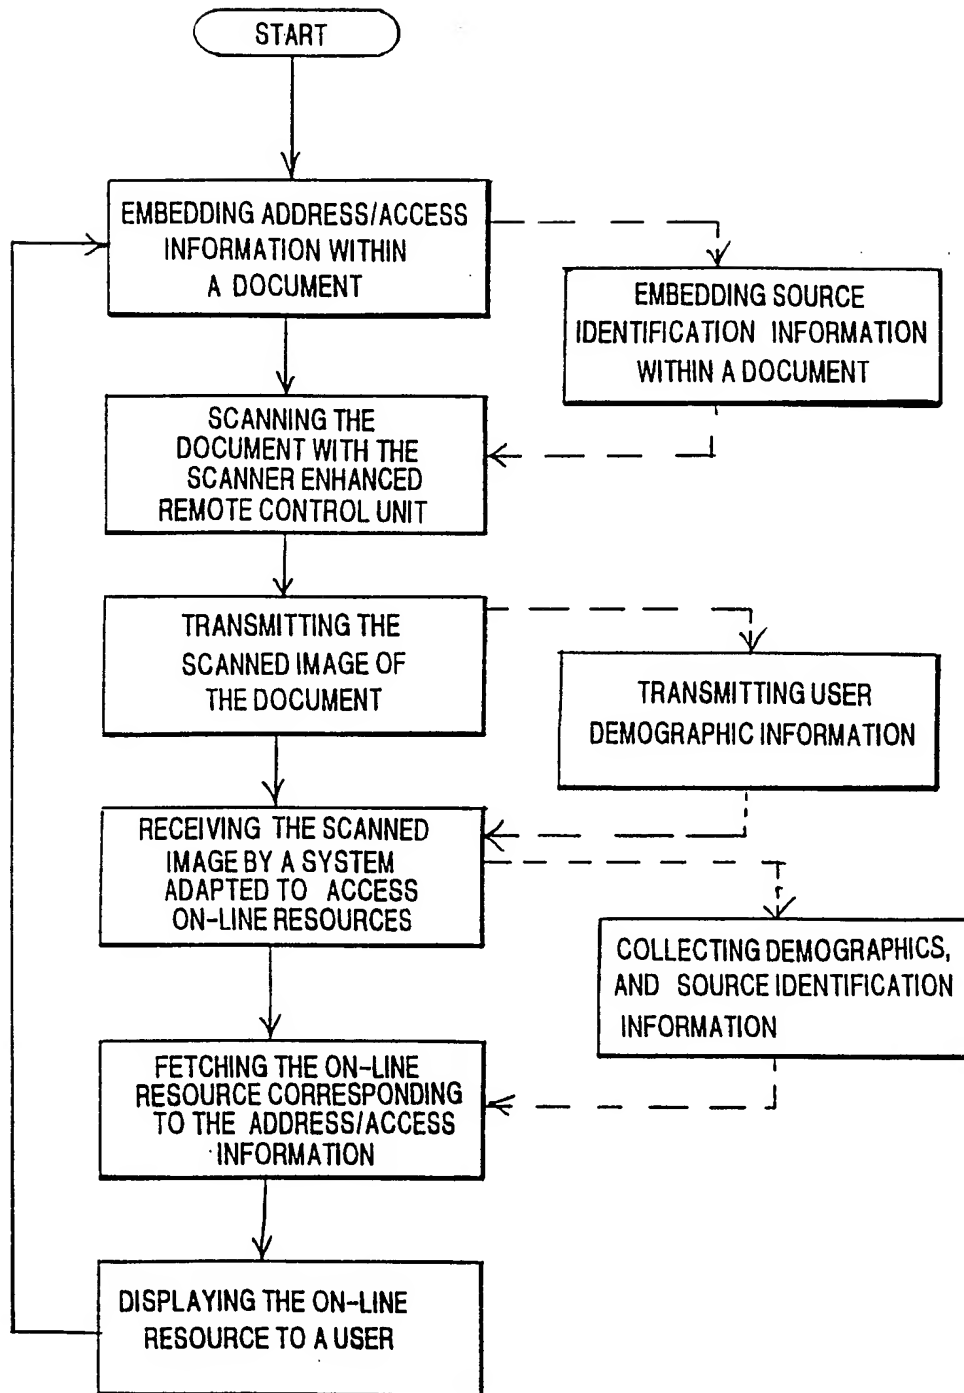 START
EMBEDDING ADDRESS/ACCESS
INFORMATION WITHIN
A DOCUMENT
EMBEDDING SOURCE
IDENTIFICATION INFORMATION
WITHIN A DOCUMENT
SCANNING THE
DOCUMENT WITH THE
SCANNER ENHANCED
REMOTE CONTROL UNIT
TRANSMITTING THE
SCANNED IMAGE OF
THE DOCUMENT
TRANSMITTING USER
DEMOGRAPHIC INFORMATION
RECEIVING THE SCANNED
IMAGE BY A SYSTEM
ADAPTED TO ACCESS
ON-LINE RESOURCES
COLLECTING DEMOGRAPHICS,
AND SOURCE IDENTIFICATION
INFORMATION
FETCHING THE ON-LINE
RESOURCE CORRESPONDING
TO THE ADDRESS/ACCESS
INFORMATION
DISPLAYING THE ON-LINE
RESOURCE TO A USER